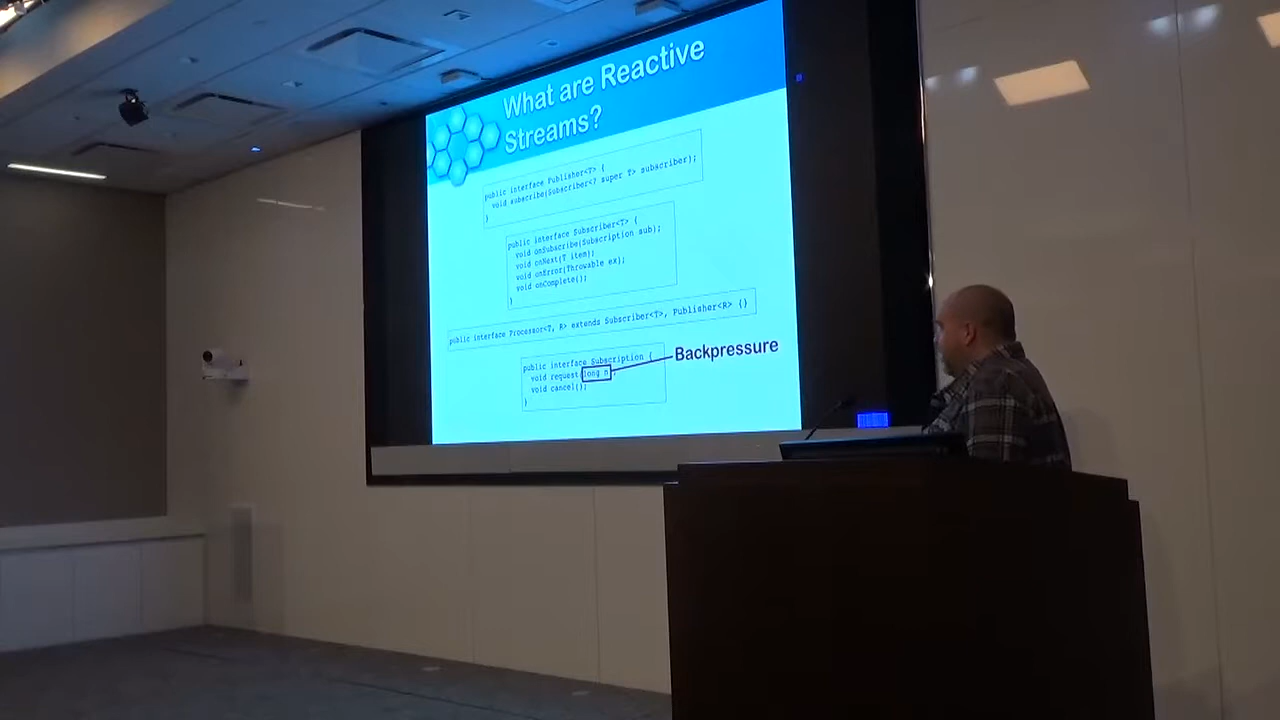 What are Reactive
Streams?
public interface Publisher<T> {
void subscribe(Subscriber<? super T> subscriber);
}
public interface Subscriber<T> {
void onSubscribe(Subscription sub);
void onNext(T item);
void onError(Throwable ex);
void onComplete();
}
public interface Processor<T, R> extends Subscriber<T>, Publisher<R> {}
public interface Subscription {
void request(long n);
void cancel();
}
Backpressure